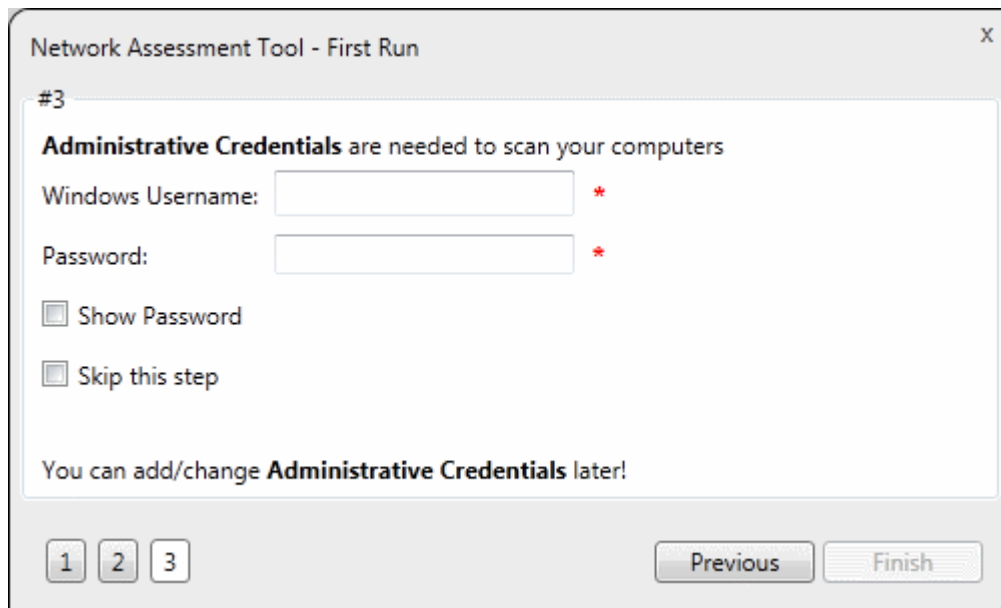 Network Assessment Tool - First Run
x
#3
Administrative Credentials are needed to scan your computers
Windows Username: *
Password: *
Show Password
Skip this step
You can add/change Administrative Credentials later!
1 2 3 Previous Finish